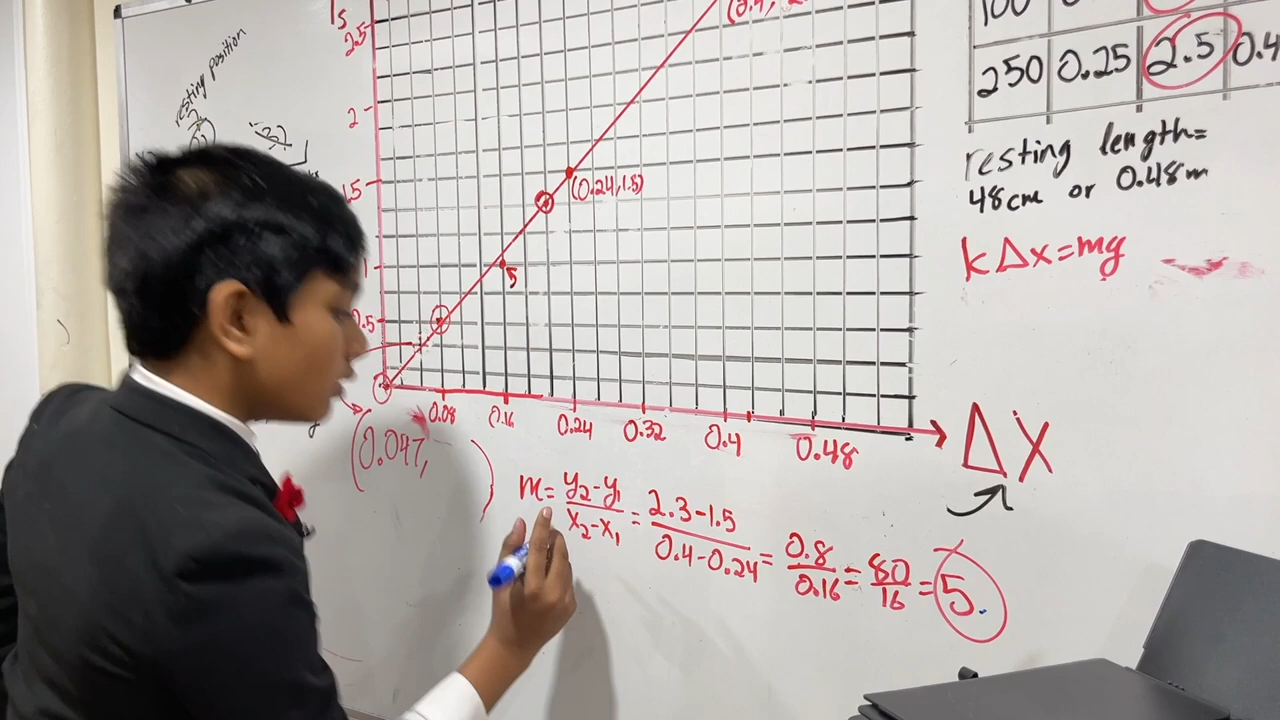 resting position
2.5
2
1.5
1
0.5
(0.24,1.5)
5
0.08 0.16 0.24 0.32 0.4 0.48
ΔX
(0.047, )
m= y₂-y₁ / x₂-x₁ = 2.3-1.5 / 0.4-0.24 = 0.8 / 0.16 = 80 / 16 = 5.
100
250 0.25 2.5 0.4
resting length=
48cm or 0.48m
kΔx=mg